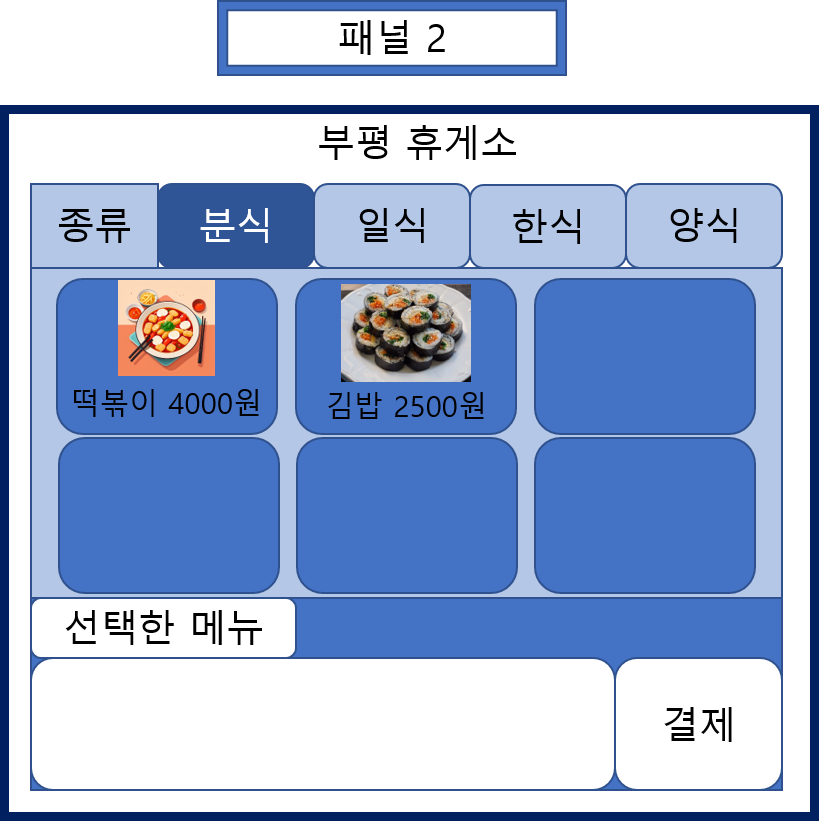 패널 2
부평 휴게소
종류 분식 일식 한식 양식
떡볶이 4000원 김밥 2500원
선택한 메뉴
결제